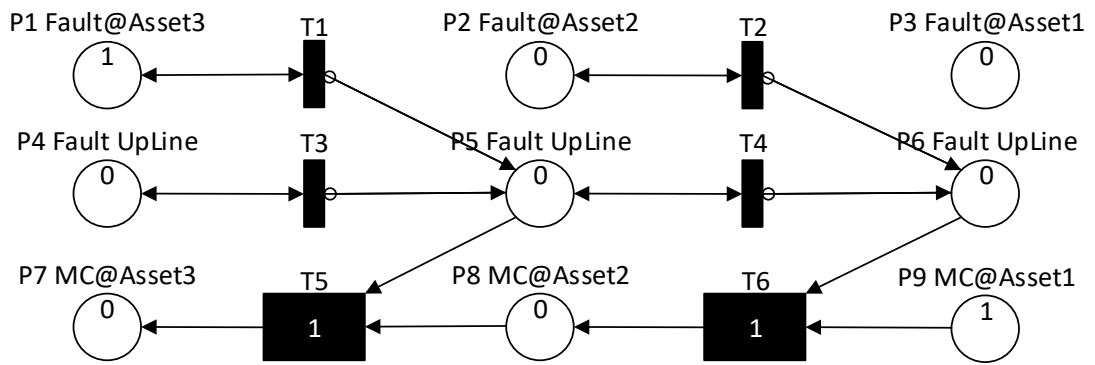 P1 Fault@Asset3
T1
P2 Fault@Asset2
T2
P3 Fault@Asset1
1
0
0
P4 Fault UpLine
T3
P5 Fault UpLine
T4
P6 Fault UpLine
0
0
0
P7 MC@Asset3
T5
P8 MC@Asset2
T6
P9 MC@Asset1
0
1
0
1
1